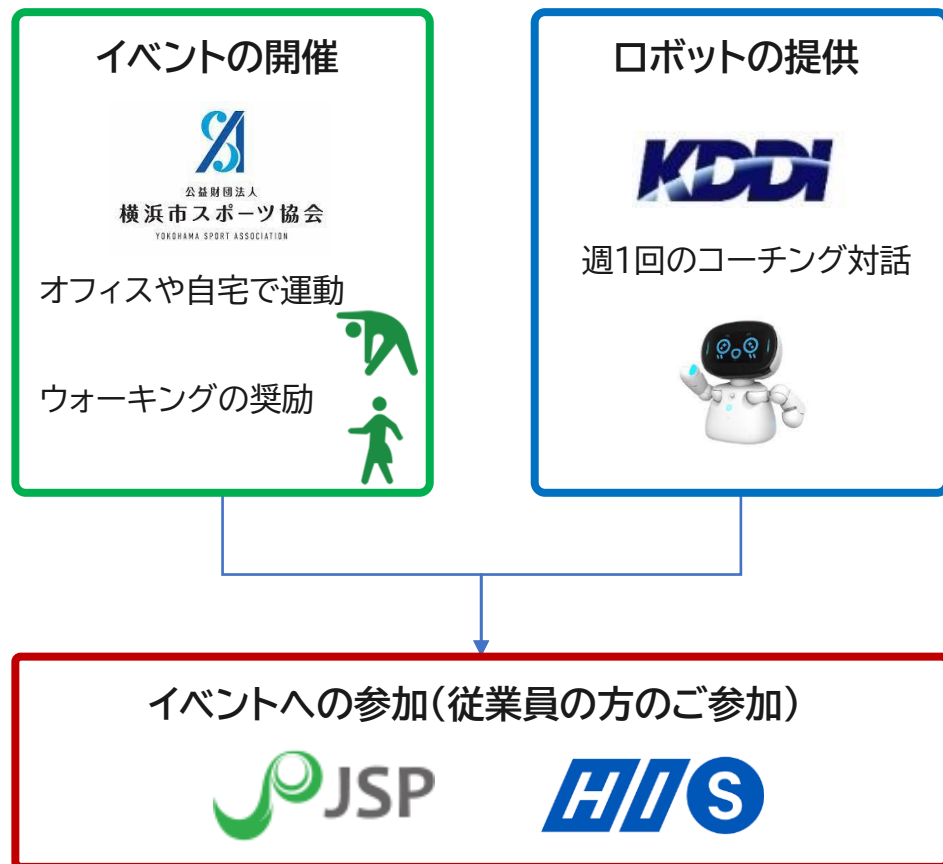 イベントの開催
公益財団法人
横浜市スポーツ協会
YOKOHAMA SPORT ASSOCIATION
オフィスや自宅で運動
ウォーキングの奨励
ロボットの提供
KDDI
週1回のコーチング対話
イベントへの参加(従業員の方のご参加)
JSP
HIS